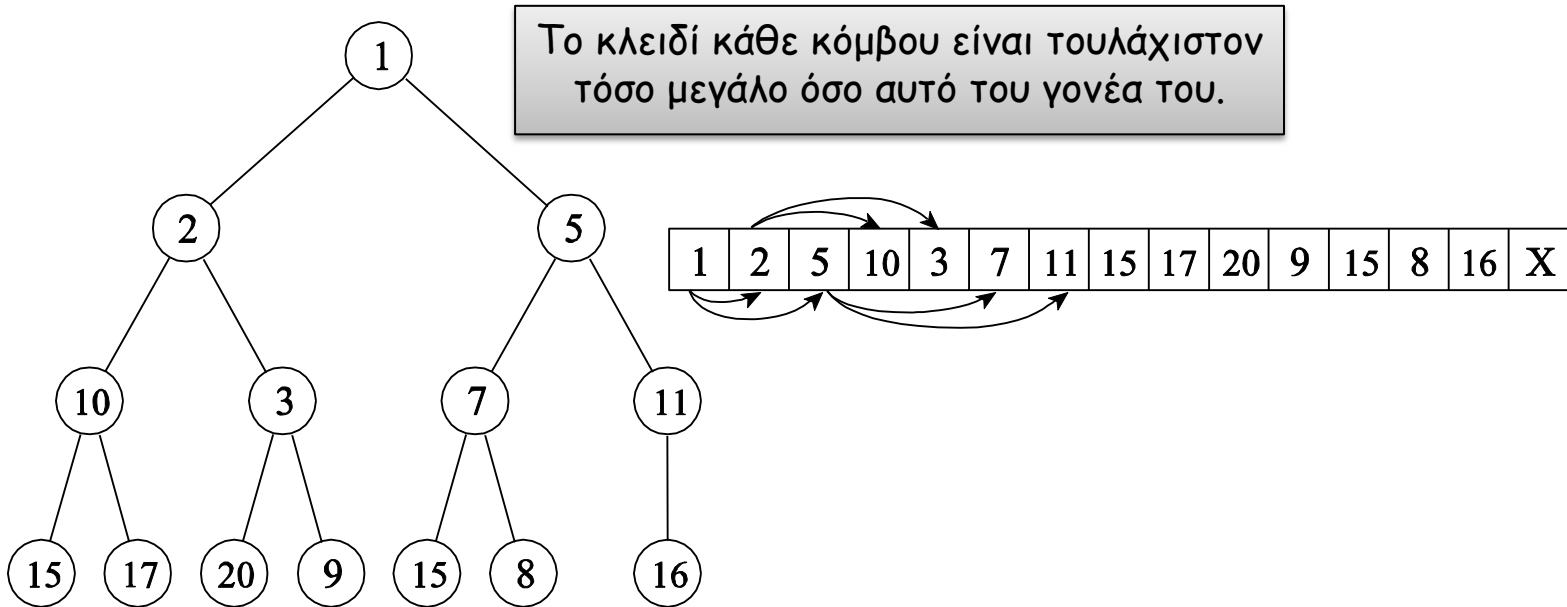 Το κλειδί κάθε κόμβου είναι τουλάχιστον
τόσο μεγάλο όσο αυτό του γονέα του.
1
2 5
10 3 7 11
15 17 20 9 15 8 16
1 2 5 10 3 7 11 15 17 20 9 15 8 16 X